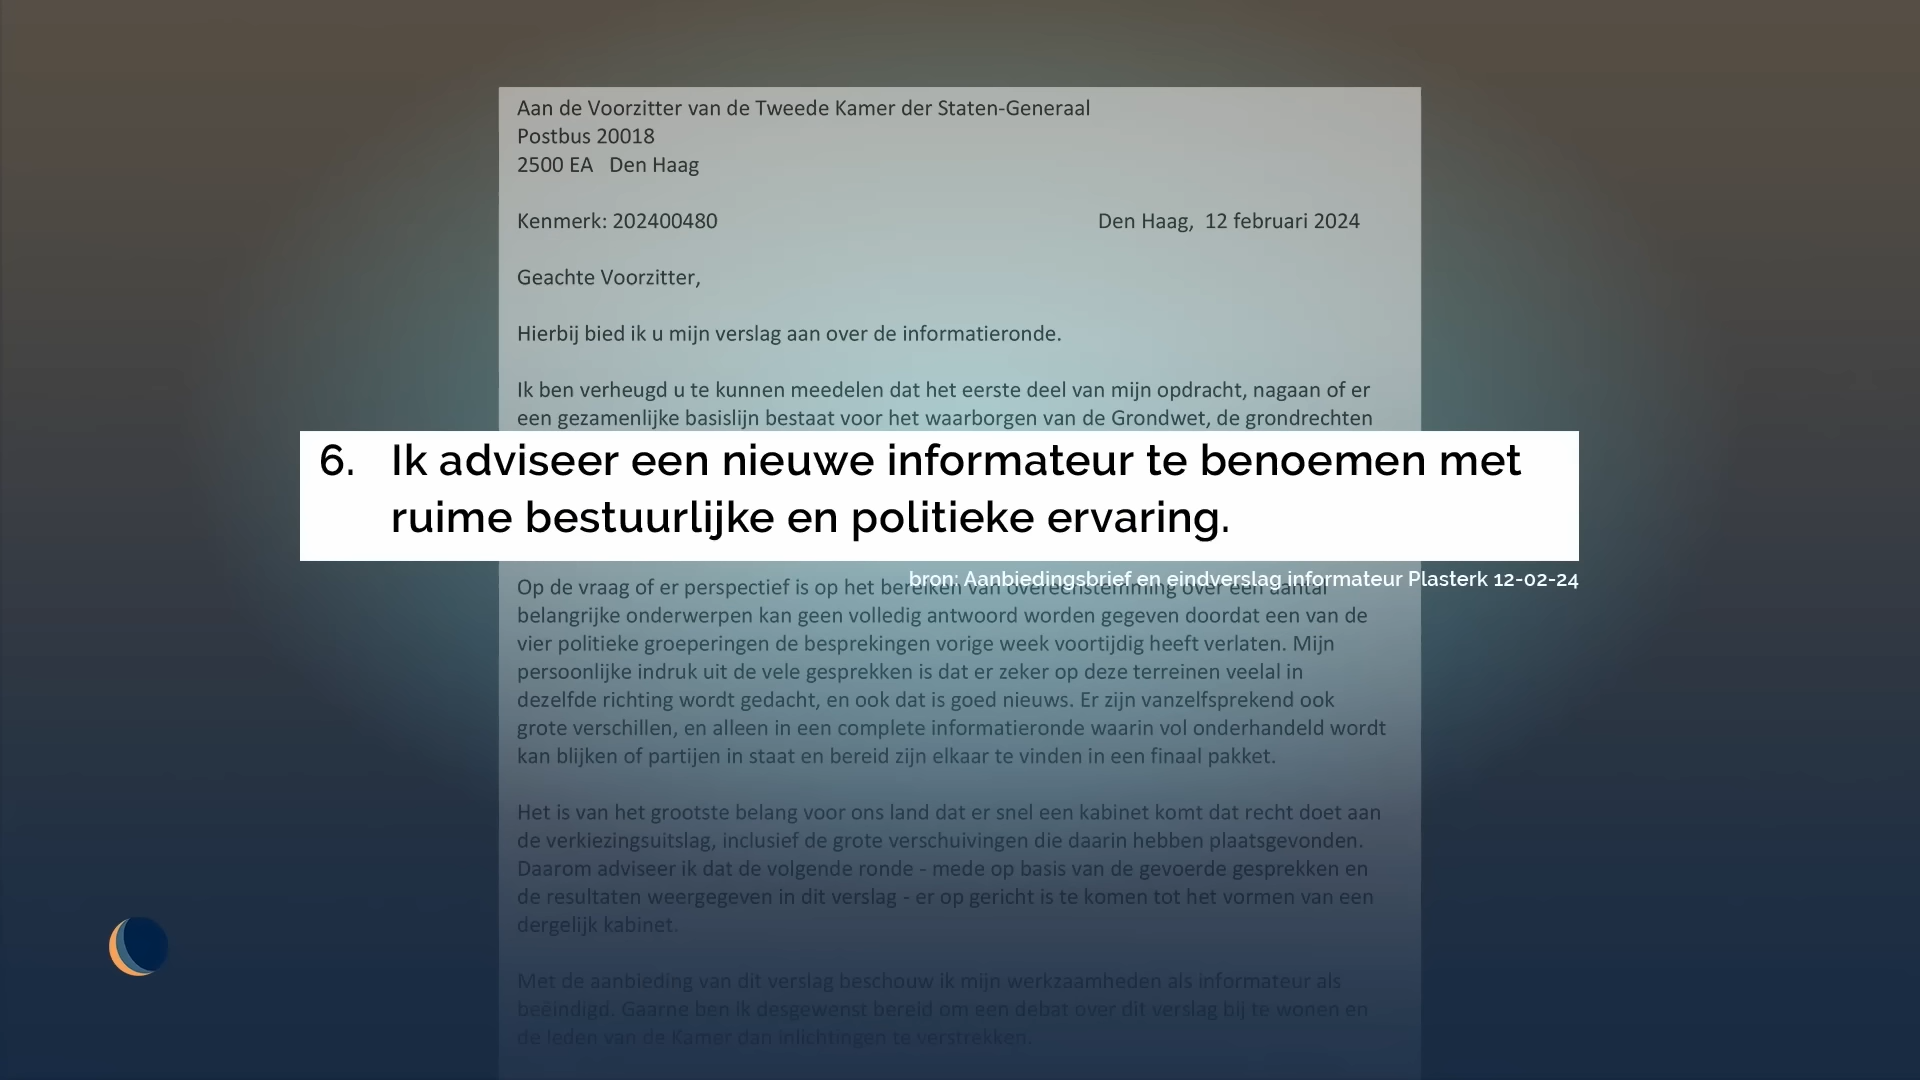 Aan de Voorzitter van de Tweede Kamer der Staten-Generaal
Postbus 20018
2500 EA Den Haag
Kenmerk: 202400480 Den Haag, 12 februari 2024
Geachte Voorzitter,
Hierbij bied ik u mijn verslag aan over de informatieronde.
Ik ben verheugd u te kunnen meedelen dat het eerste deel van mijn opdracht, nagaan of er
een gezamenlijke basislijn bestaat voor het waarborgen van de Grondwet, de grondrechten
6. Ik adviseer een nieuwe informateur te benoemen met
ruime bestuurlijke en politieke ervaring.
bron: Aanbiedingsbrief en eindverslag informateur Plasterk 12-02-24
Op de vraag of er perspectief is op het bereiken van overeenstemming over een aantal
belangrijke onderwerpen kan geen volledig antwoord worden gegeven doordat een van de
vier politieke groeperingen de besprekingen vorige week voortijdig heeft verlaten. Mijn
persoonlijke indruk uit de vele gesprekken is dat er zeker op deze terreinen veelal in
dezelfde richting wordt gedacht, en ook dat is goed nieuws. Er zijn vanzelfsprekend ook
grote verschillen, en alleen in een complete informatieronde waarin vol onderhandeld wordt
kan blijken of partijen in staat en bereid zijn elkaar te vinden in een finaal pakket.
Het is van het grootste belang voor ons land dat er snel een kabinet komt dat recht doet aan
de verkiezingsuitslag, inclusief de grote verschuivingen die daarin hebben plaatsgevonden.
Daarom adviseer ik dat de volgende ronde - mede op basis van de gevoerde gesprekken en
de resultaten weergegeven in dit verslag - er op gericht is te komen tot het vormen van een
dergelijk kabinet.
Met de aanbieding van dit verslag beschouw ik mijn werkzaamheden als informateur als
beëindigd. Gaarne ben ik desgewenst bereid om een debat over dit verslag bij te wonen en
de leden van de Kamer dan inlichtingen te verstrekken.